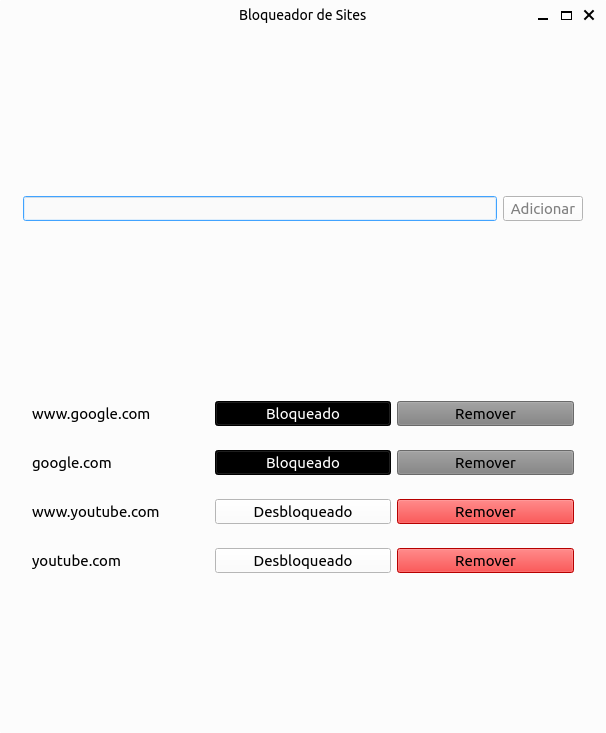 Bloqueador de Sites
Adicionar
www.google.com Bloqueado Remover
google.com Bloqueado Remover
www.youtube.com Desbloqueado Remover
youtube.com Desbloqueado Remover